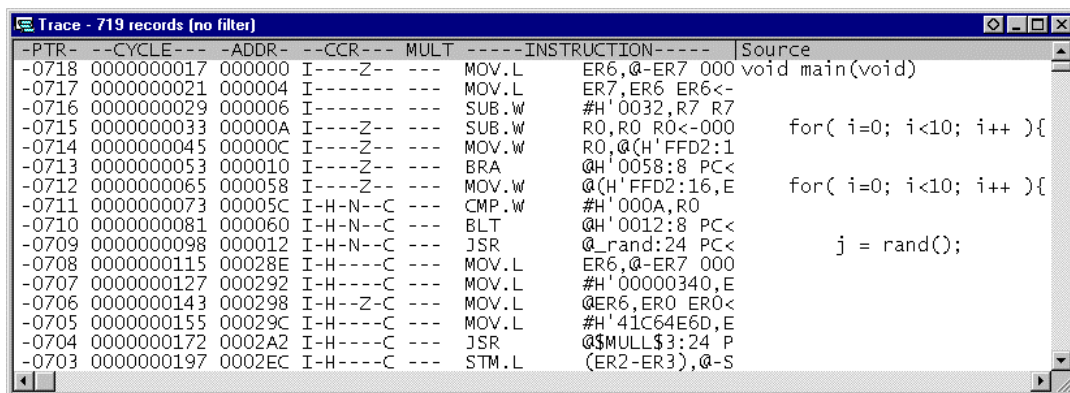 Trace - 719 records (no filter)
-PTR- --CYCLE--- -ADDR- --CCR--- MULT -----INSTRUCTION----- Source
-0718 0000000017 000000 I----Z-- --- MOV.L ER6,@-ER7 000 void main(void)
-0717 0000000021 000004 I------- --- MOV.L ER7,ER6 ER6<-
-0716 0000000029 000006 I------- --- SUB.W #H'0032,R7 R7
-0715 0000000033 00000A I----Z-- --- SUB.W R0,R0 R0<-000 for( i=0; i<10; i++ ){
-0714 0000000045 00000C I----Z-- --- MOV.W R0,@(H'FFD2:1
-0713 0000000053 000010 I----Z-- --- BRA @H'0058:8 PC<
-0712 0000000065 000058 I----Z-- --- MOV.W @(H'FFD2:16,E for( i=0; i<10; i++ ){
-0711 0000000073 00005C I-H-N--C --- CMP.W #H'000A,R0
-0710 0000000081 000060 I-H-N--C --- BLT @H'0012:8 PC<
-0709 0000000098 000012 I-H-N--C --- JSR @_rand:24 PC< j = rand();
-0708 0000000115 00028E I-H----C --- MOV.L ER6,@-ER7 000
-0707 0000000127 000292 I-H----C --- MOV.L #H'00000340,E
-0706 0000000143 000298 I-H--Z-C --- MOV.L @ER6,ER0 ER0<
-0705 0000000155 00029C I-H----C --- MOV.L #H'41C64E6D,E
-0704 0000000172 0002A2 I-H----C --- JSR @$MULL$3:24 P
-0703 0000000197 0002EC I-H----C --- STM.L (ER2-ER3),@-S